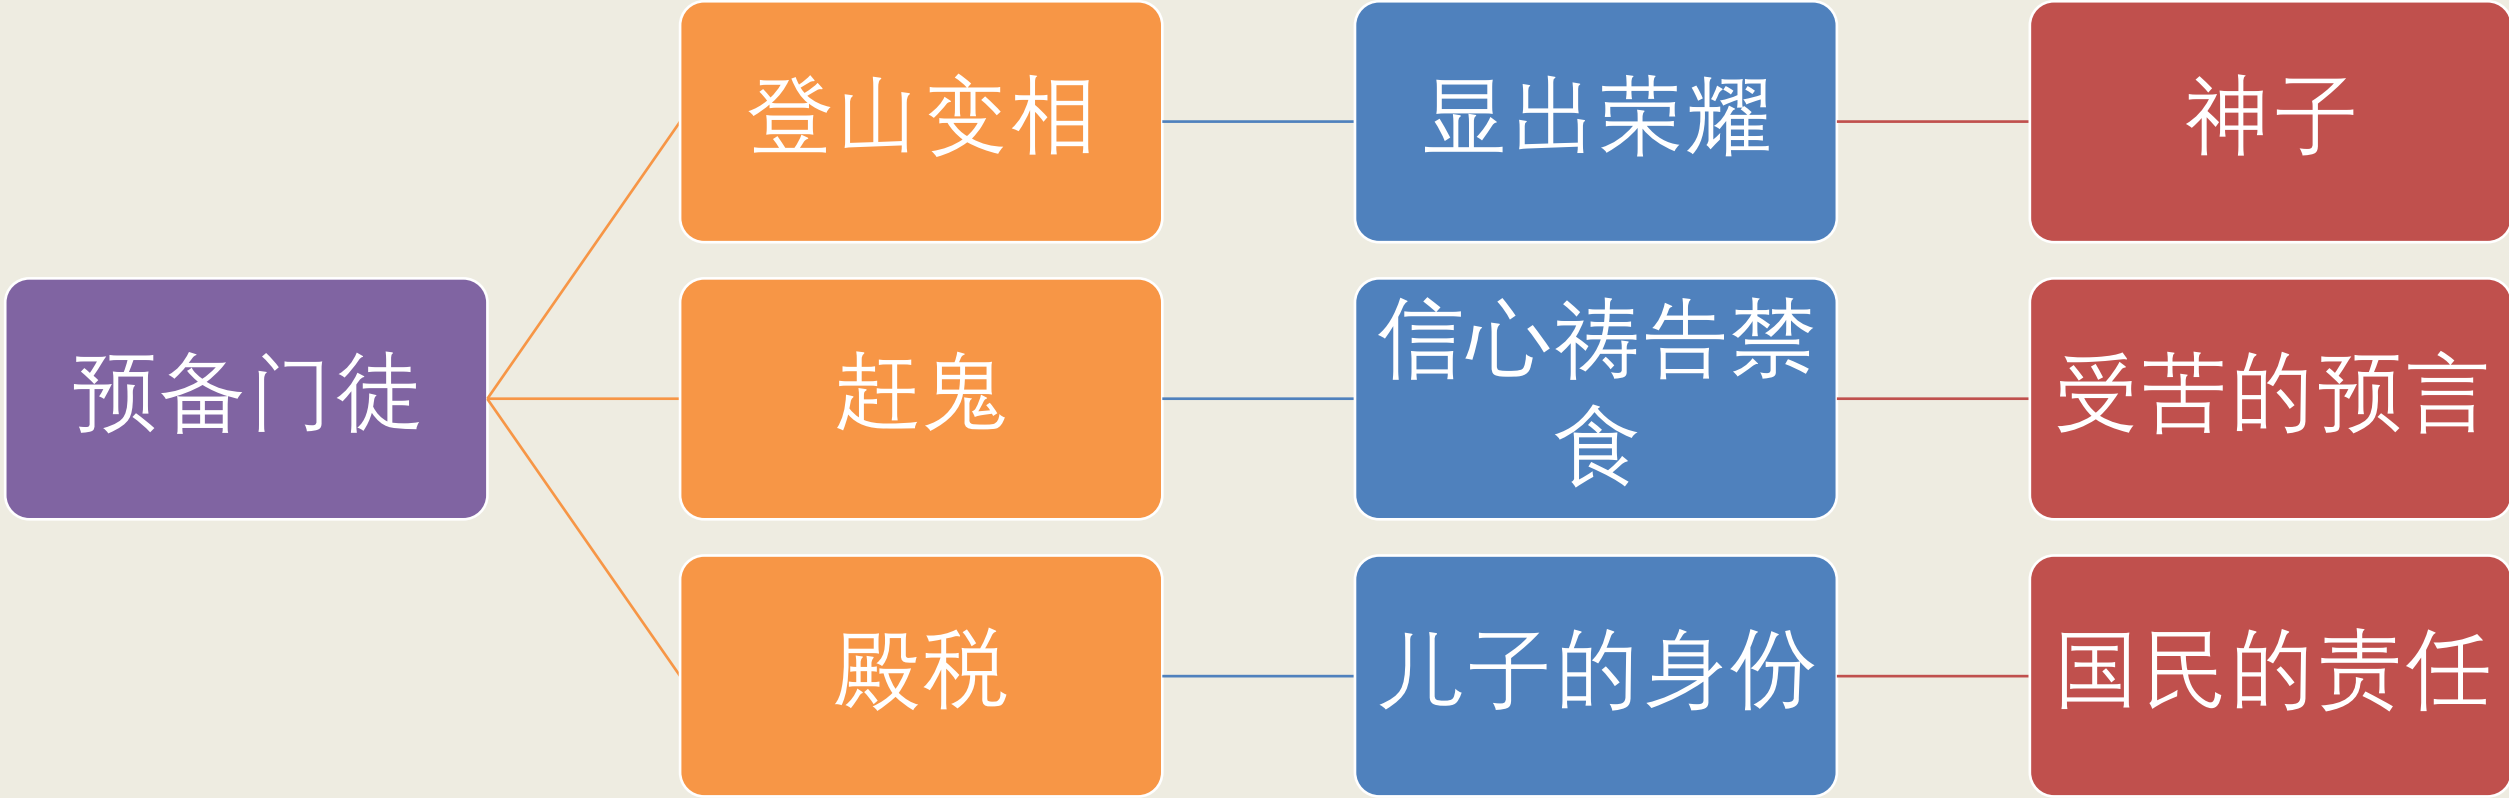 登山变相
显出荣耀
神子
预备门徒
赶鬼
信心祷告禁
食
受苦的预言
殿税
儿子的身份
国民的责任